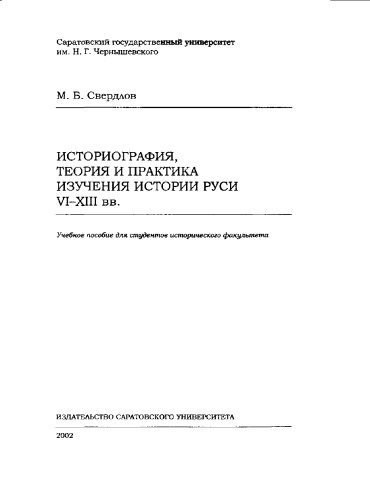 Саратовский государственный университет
им. Н. Г. Чернышевского
М. Б. Свердлов
ИСТОРИОГРАФИЯ,
ТЕОРИЯ И ПРАКТИКА
ИЗУЧЕНИЯ ИСТОРИИ РУСИ
VI–XIII вв.
Учебное пособие для студентов исторического факультета
ИЗДАТЕЛЬСТВО САРАТОВСКОГО УНИВЕРСИТЕТА
2002